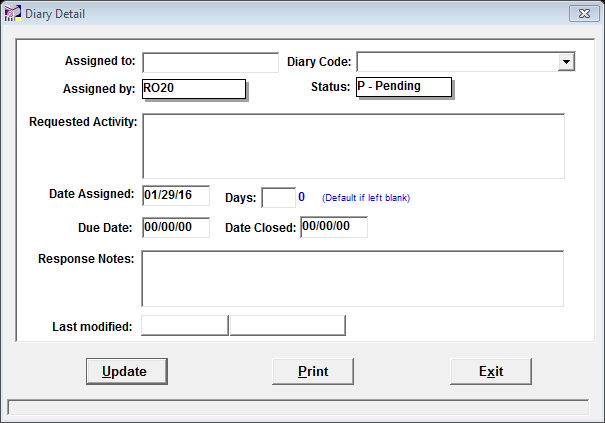 Diary Detail
Assigned to: Diary Code:
Assigned by: RO20 Status: P - Pending
Requested Activity:
Date Assigned: 01/29/16 Days: 0 (Default if left blank)
Due Date: 00/00/00 Date Closed: 00/00/00
Response Notes:
Last modified:
Update Print Exit